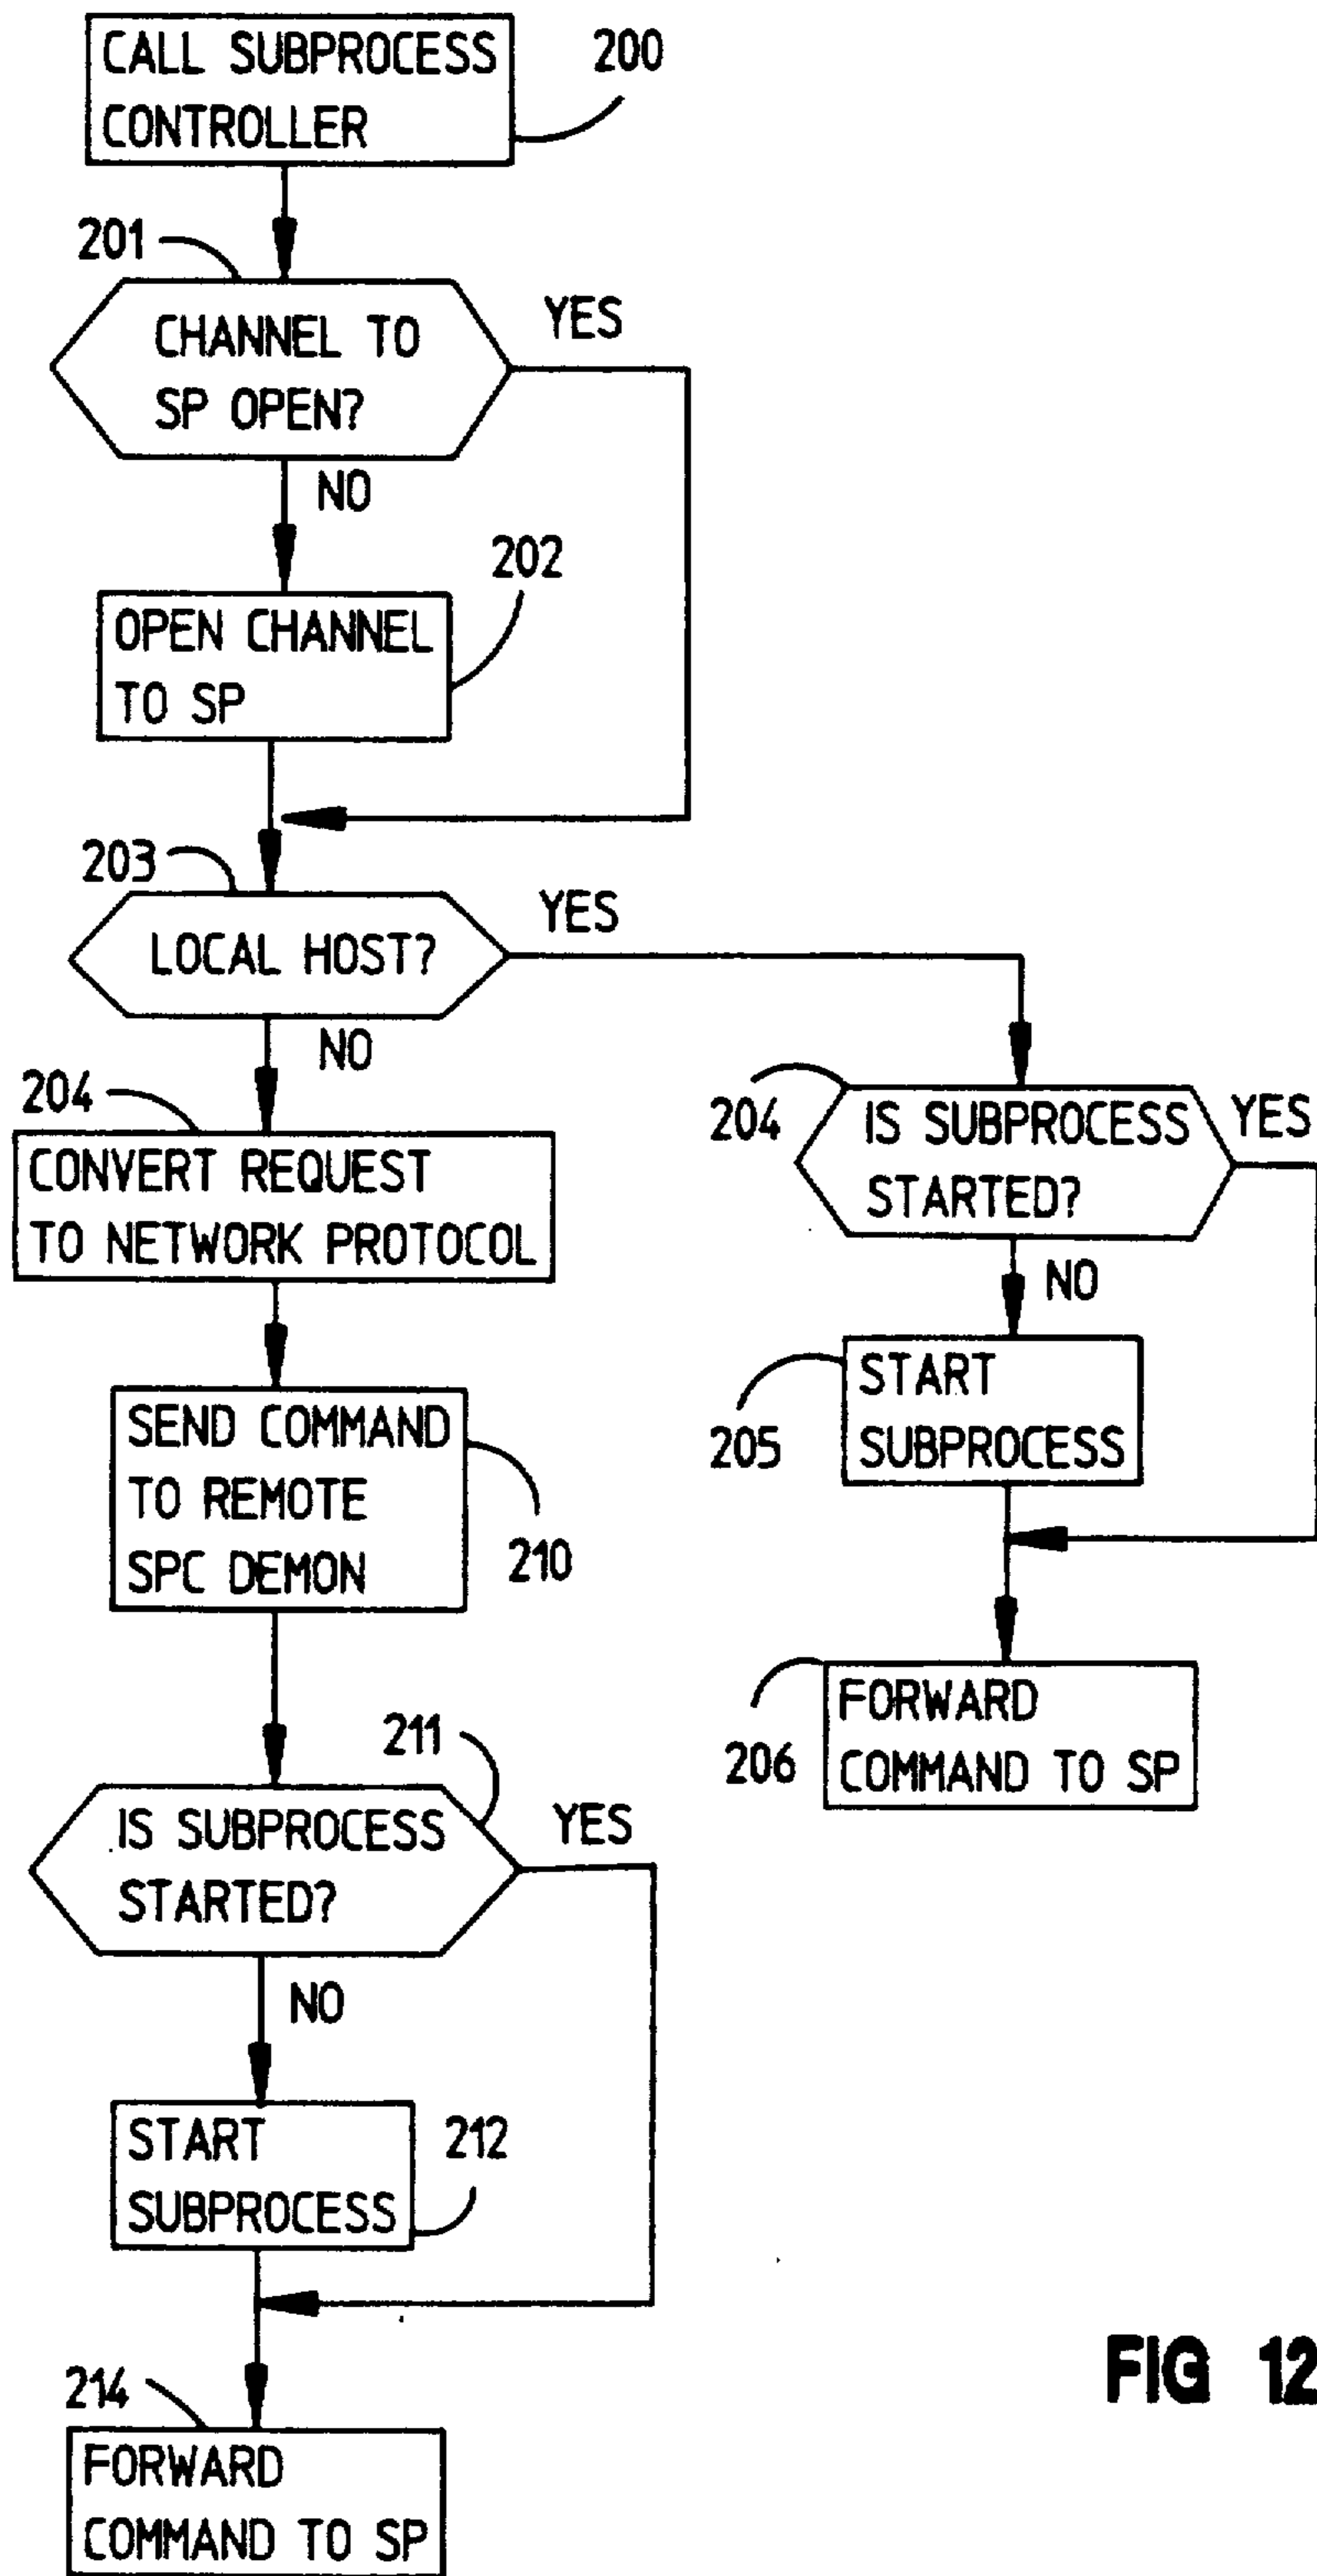 CALL SUBPROCESS
CONTROLLER
200
201
CHANNEL TO
SP OPEN?
YES
NO
202
OPEN CHANNEL
TO SP
203
LOCAL HOST?
YES
NO
204
CONVERT REQUEST
TO NETWORK PROTOCOL
204
IS SUBPROCESS
STARTED?
YES
NO
205
START
SUBPROCESS
SEND COMMAND
TO REMOTE
SPC DEMON
210
206
FORWARD
COMMAND TO SP
211
IS SUBPROCESS
STARTED?
YES
NO
START
SUBPROCESS
212
214
FORWARD
COMMAND TO SP
FIG 12